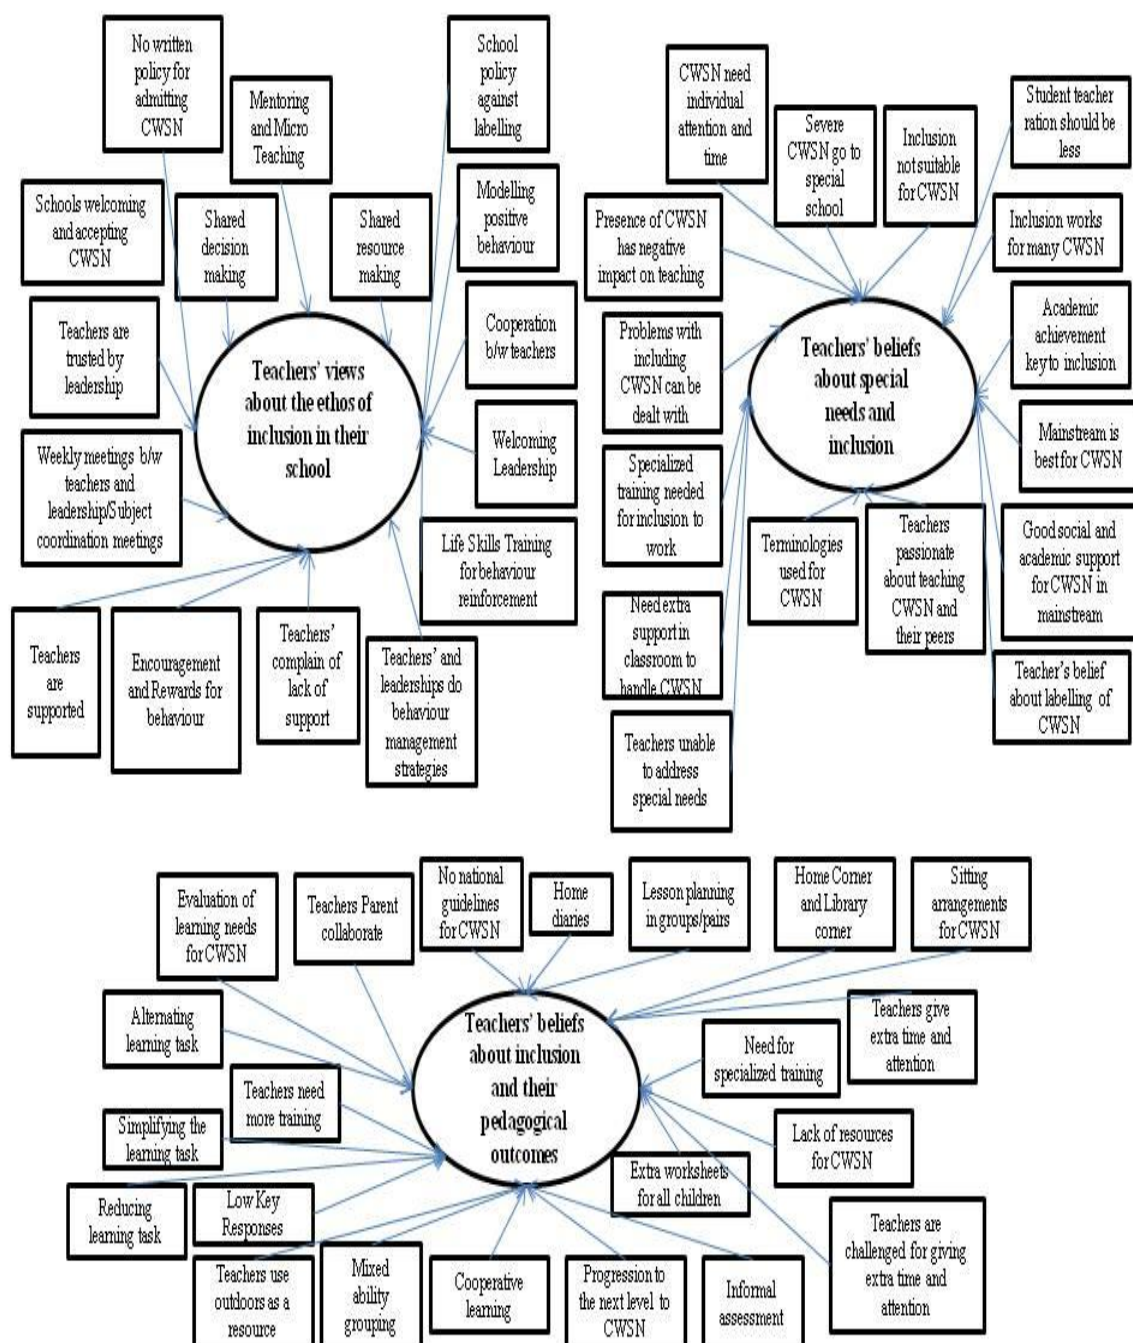 No written
policy for
admitting
CWSN
Mentoring
and Micro
Teaching
School
policy
against
labelling
Schools welcoming
and accepting
CWSN
Shared
decision
making
Shared
resource
making
Modelling
positive
behaviour
Teachers are
trusted by
leadership
Cooperation
b/w teachers
Teachers' views
about the ethos of
inclusion in their
school
Weekly meetings b/w
teachers and
leadership/Subject
coordination meetings
Welcoming
Leadership
Life Skills Training
for behaviour
reinforcement
Teachers
are
supported
Encouragement
and Rewards for
behaviour
Teachers'
complain of
lack of
support
Teachers' and
leaderships do
behaviour
management
strategies
CWSN need
individual
attention and
time
Severe
CWSN go to
special
school
Inclusion
not suitable
for CWSN
Student teacher
ration should be
less
Presence of CWSN
has negative
impact on teaching
Inclusion works
for many CWSN
Problems with
including
CWSN can be
dealt with
Teachers' beliefs
about special
needs and
inclusion
Academic
achievement
key to inclusion
Mainstream is
best for CWSN
Specialized
training needed
for inclusion to
work
Terminologies
used for
CWSN
Teachers
passionate
about teaching
CWSN and
their peers
Good social and
academic support
for CWSN in
mainstream
Need extra
support in
classroom to
handle CWSN
Teacher's belief
about labelling of
CWSN
Teachers unable
to address
special needs
Evaluation of
learning needs
for CWSN
Teachers Parent
collaborate
No national
guidelines
for CWSN
Home
diaries
Lesson planning
in groups/pairs
Home Corner
and Library
corner
Sitting
arrangements
for CWSN
Alternating
learning task
Teachers' beliefs
about inclusion
and their
pedagogical
outcomes
Need for
specialized
training
Teachers give
extra time and
attention
Teachers need
more training
Simplifying the
learning task
Lack of resources
for CWSN
Reducing
learning task
Low Key
Responses
Extra worksheets
for all children
Teachers use
outdoors as a
resource
Mixed
ability
grouping
Cooperative
learning
Progression to
the next level to
CWSN
Informal
assessment
Teachers are
challenged for giving
extra time and
attention